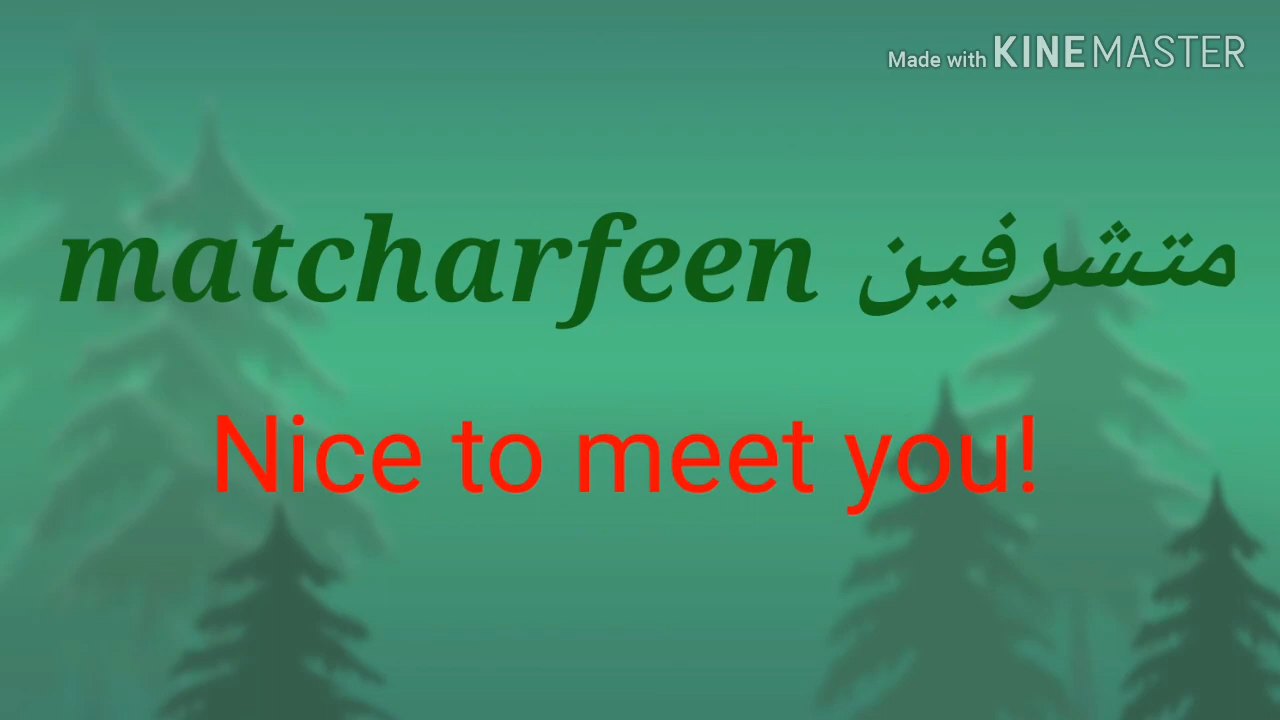 Made with KINEMASTER
matcharfeen متشرفين
Nice to meet you!